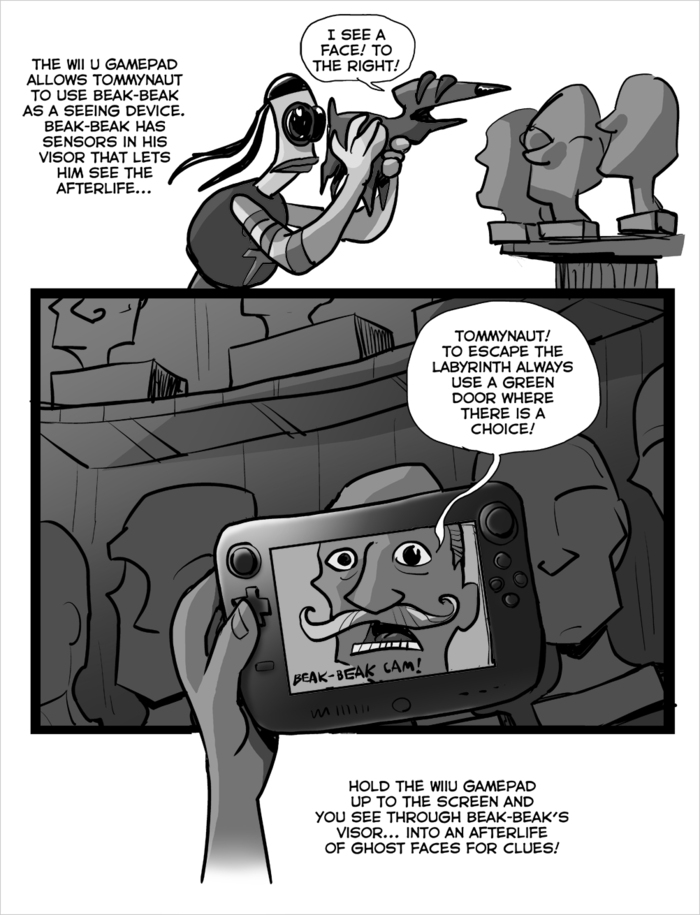 THE WII U GAMEPAD
ALLOWS TOMMYNAUT
TO USE BEAK-BEAK
AS A SEEING DEVICE.
BEAK-BEAK HAS
SENSORS IN HIS
VISOR THAT LETS
HIM SEE THE
AFTERLIFE...
I SEE A
FACE! TO
THE RIGHT!
TOMMYNAUT!
TO ESCAPE THE
LABYRINTH ALWAYS
USE A GREEN
DOOR WHERE
THERE IS A
CHOICE!
BEAK-BEAK CAM!
HOLD THE WIIU GAMEPAD
UP TO THE SCREEN AND
YOU SEE THROUGH BEAK-BEAK'S
VISOR... INTO AN AFTERLIFE
OF GHOST FACES FOR CLUES!